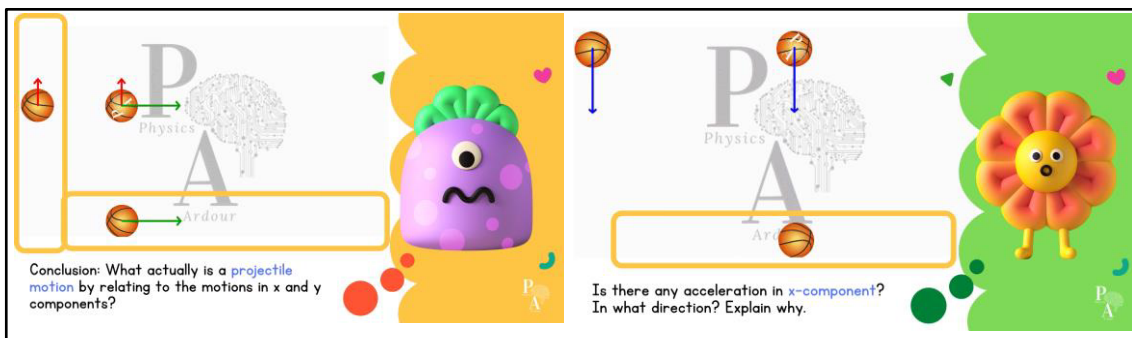 P
Physics
A
Ardour
Conclusion: What actually is a projectile
motion by relating to the motions in x and y
components?
P
A
P
Physics
A
Ardour
Is there any acceleration in x-component?
In what direction? Explain why.
P
A